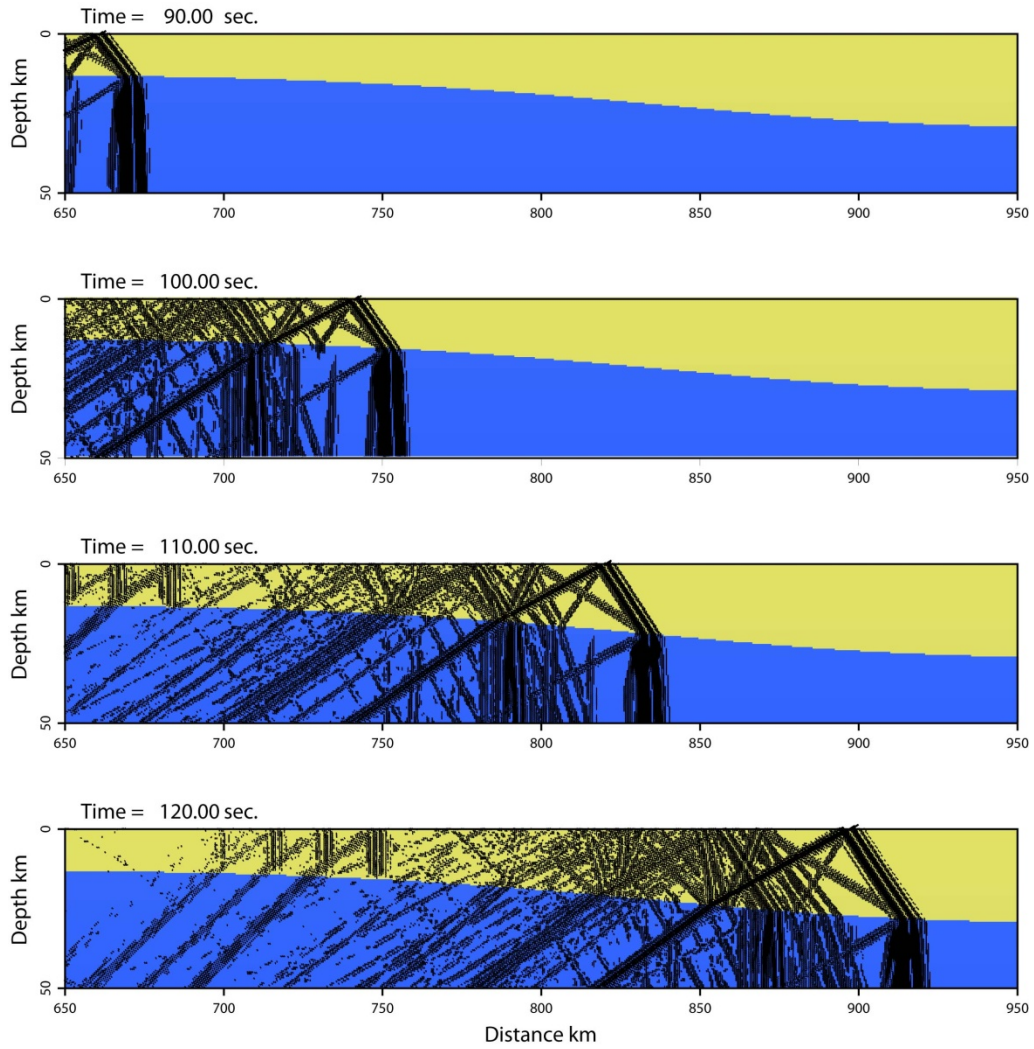 Time = 90.00 sec.
0
Depth km
50
650 700 750 800 850 900 950
Time = 100.00 sec.
0
Depth km
50
650 700 750 800 850 900 950
Time = 110.00 sec.
0
Depth km
50
650 700 750 800 850 900 950
Time = 120.00 sec.
0
Depth km
50
650 700 750 800 850 900 950
Distance km